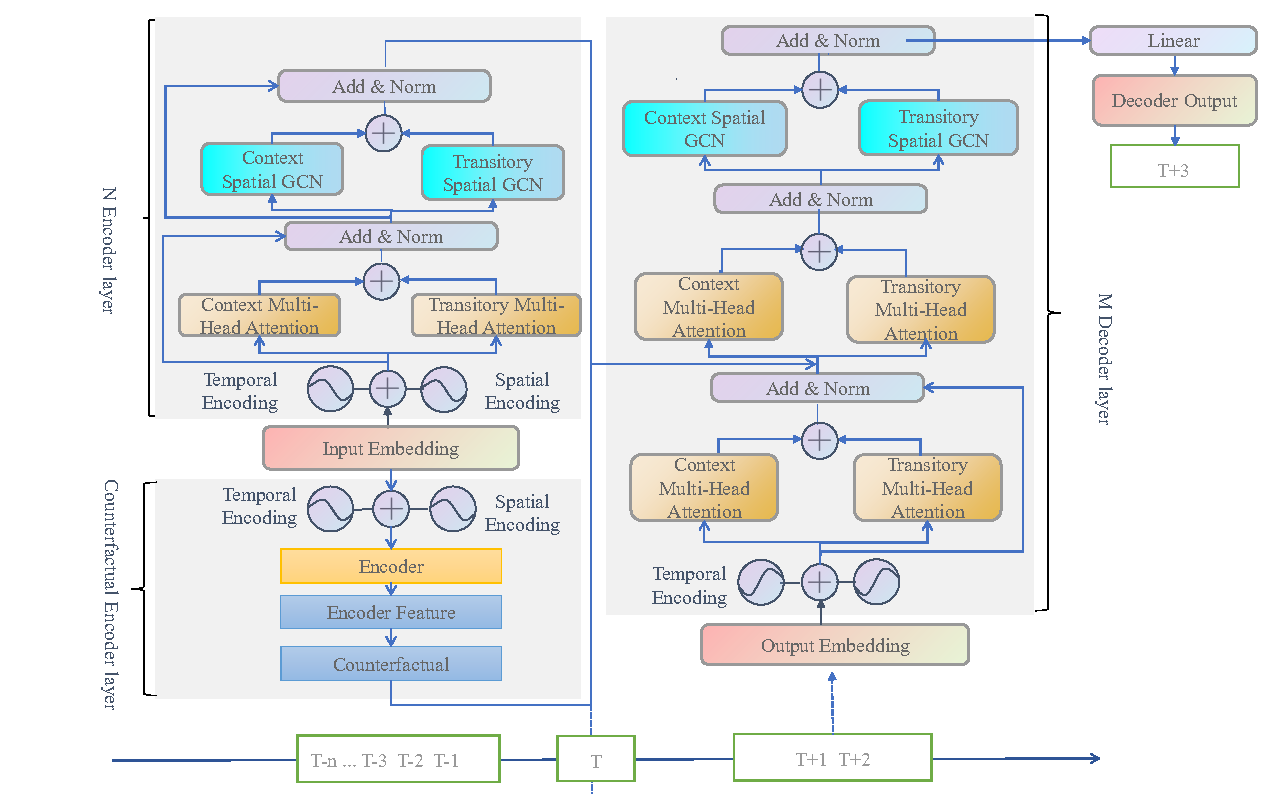 N Encoder layer
Add & Norm
Context
Spatial GCN
Transitory
Spatial GCN
Add & Norm
Context Multi-
Head Attention
Transitory Multi-
Head Attention
Temporal
Encoding
Spatial
Encoding
Input Embedding
Counterfactual Encoder layer
Temporal
Encoding
Spatial
Encoding
Encoder
Encoder Feature
Counterfactual
Add & Norm
Context Spatial
GCN
Transitory
Spatial GCN
Add & Norm
Context
Multi-Head
Attention
Transitory
Multi-Head
Attention
Add & Norm
Context
Multi-Head
Attention
Transitory
Multi-Head
Attention
Temporal
Encoding
Output Embedding
M Decoder layer
Linear
Decoder Output
T+3
T-n ... T-3 T-2 T-1
T
T+1 T+2